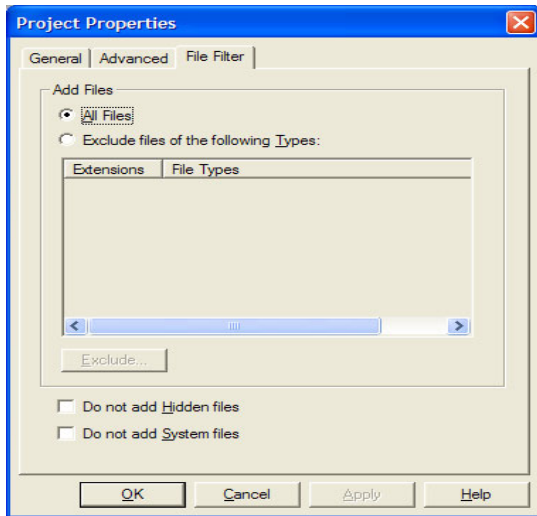 Project Properties
General Advanced File Filter
Add Files
All Files
Exclude files of the following Types:
Extensions File Types
Exclude...
Do not add Hidden files
Do not add System files
OK Cancel Apply Help